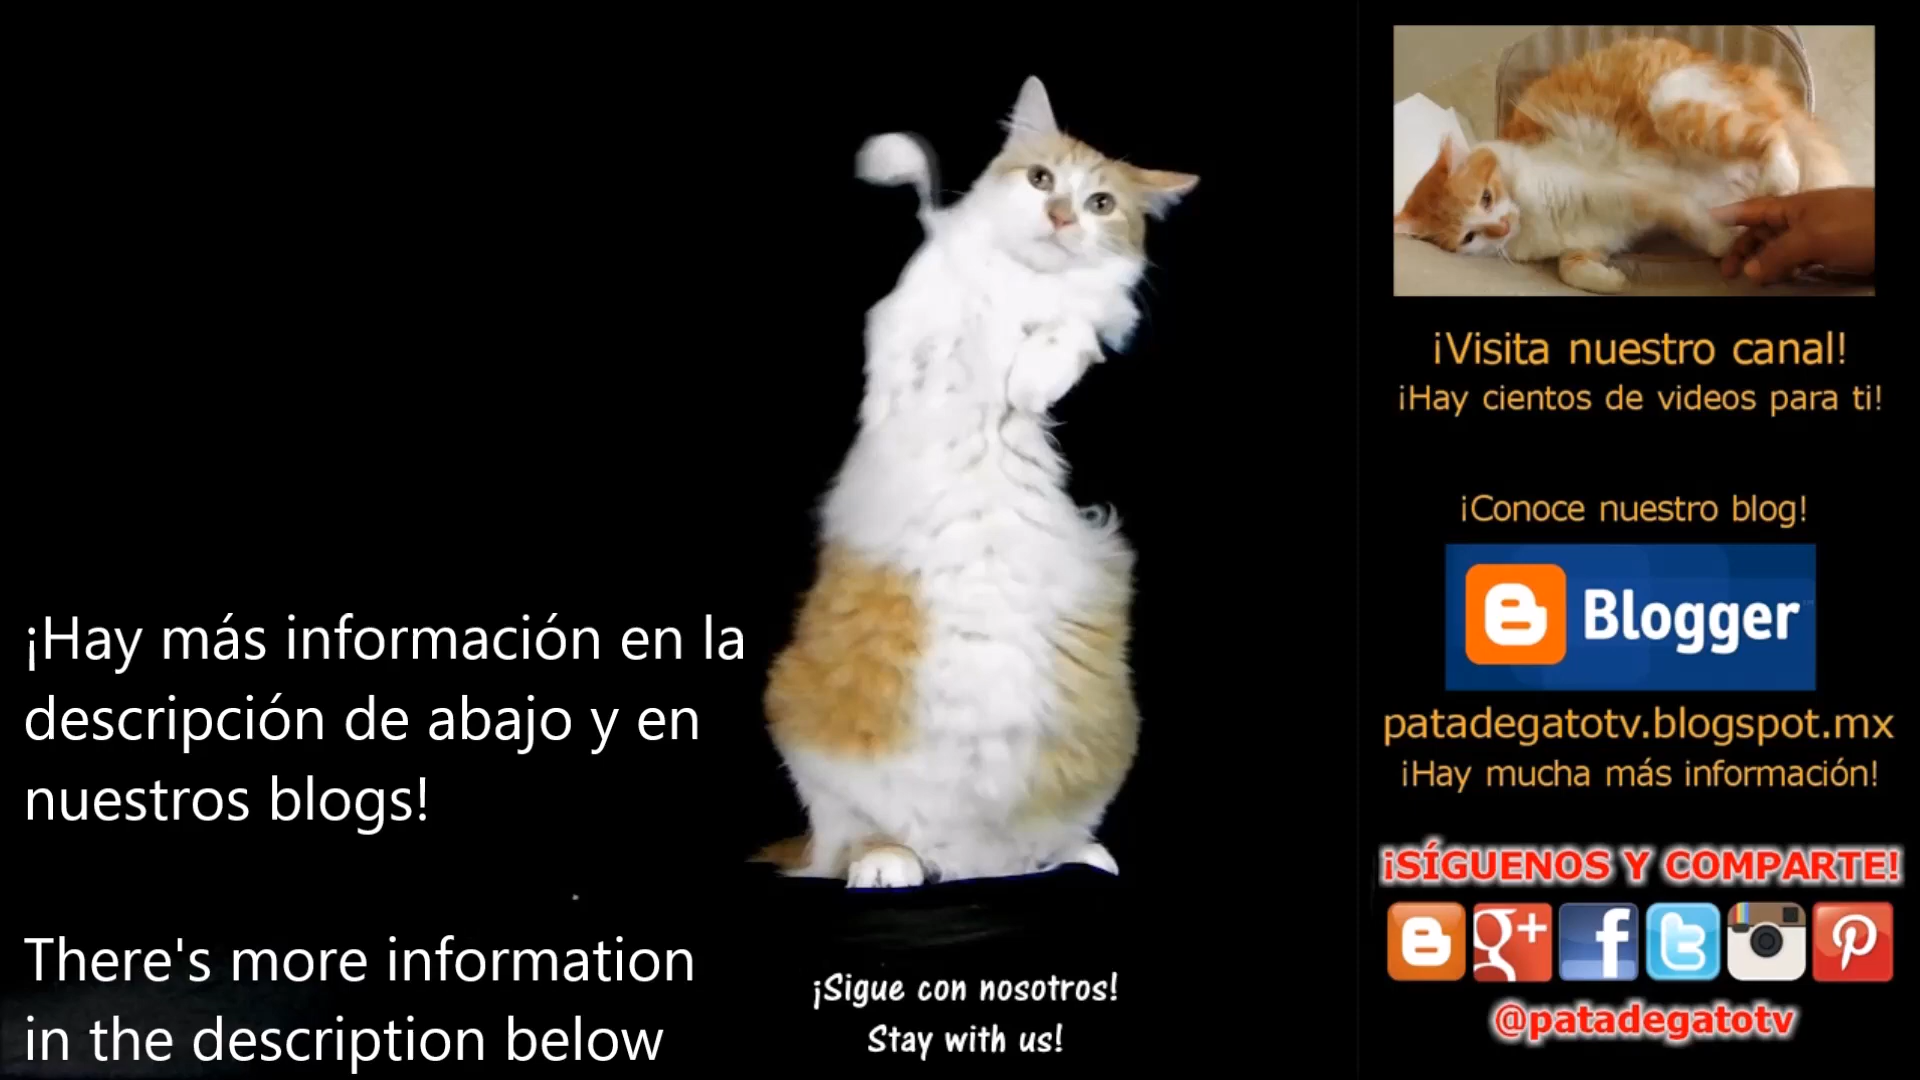 ¡Hay más información en la
descripción de abajo y en
nuestros blogs!
There's more information
in the description below
¡Sigue con nosotros!
Stay with us!
¡Visita nuestro canal!
¡Hay cientos de videos para ti!
¡Conoce nuestro blog!
Blogger
patadegatotv.blogspot.mx
¡Hay mucha más información!
¡SÍGUENOS Y COMPARTE!
g+ f t
@patadegatotv